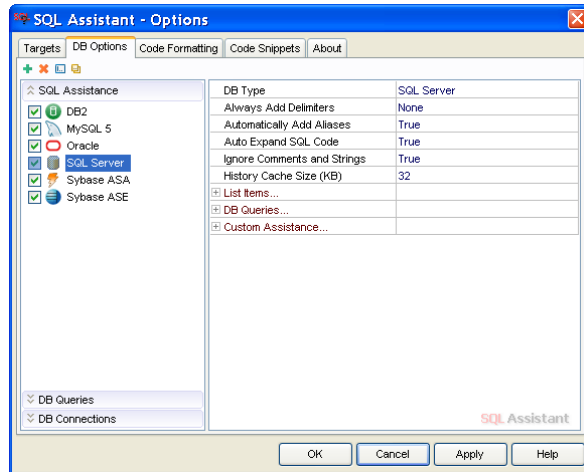 SQL Assistant - Options
Targets DB Options Code Formatting Code Snippets About
SQL Assistance
DB2
MySQL 5
Oracle
SQL Server
Sybase ASA
Sybase ASE
DB Queries
DB Connections
DB Type SQL Server
Always Add Delimiters None
Automatically Add Aliases True
Auto Expand SQL Code True
Ignore Comments and Strings True
History Cache Size (KB) 32
List Items...
DB Queries...
Custom Assistance...
SQL Assistant
OK Cancel Apply Help